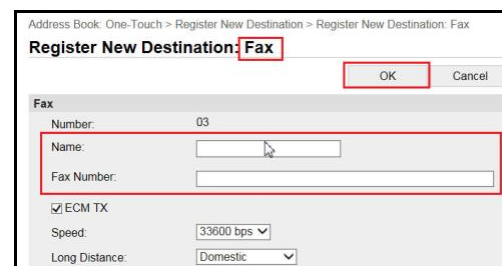 Address Book: One-Touch > Register New Destination > Register New Destination: Fax
Register New Destination: Fax
OK Cancel
Fax
Number: 03
Name:
Fax Number:
ECM TX
Speed: 33600 bps
Long Distance: Domestic